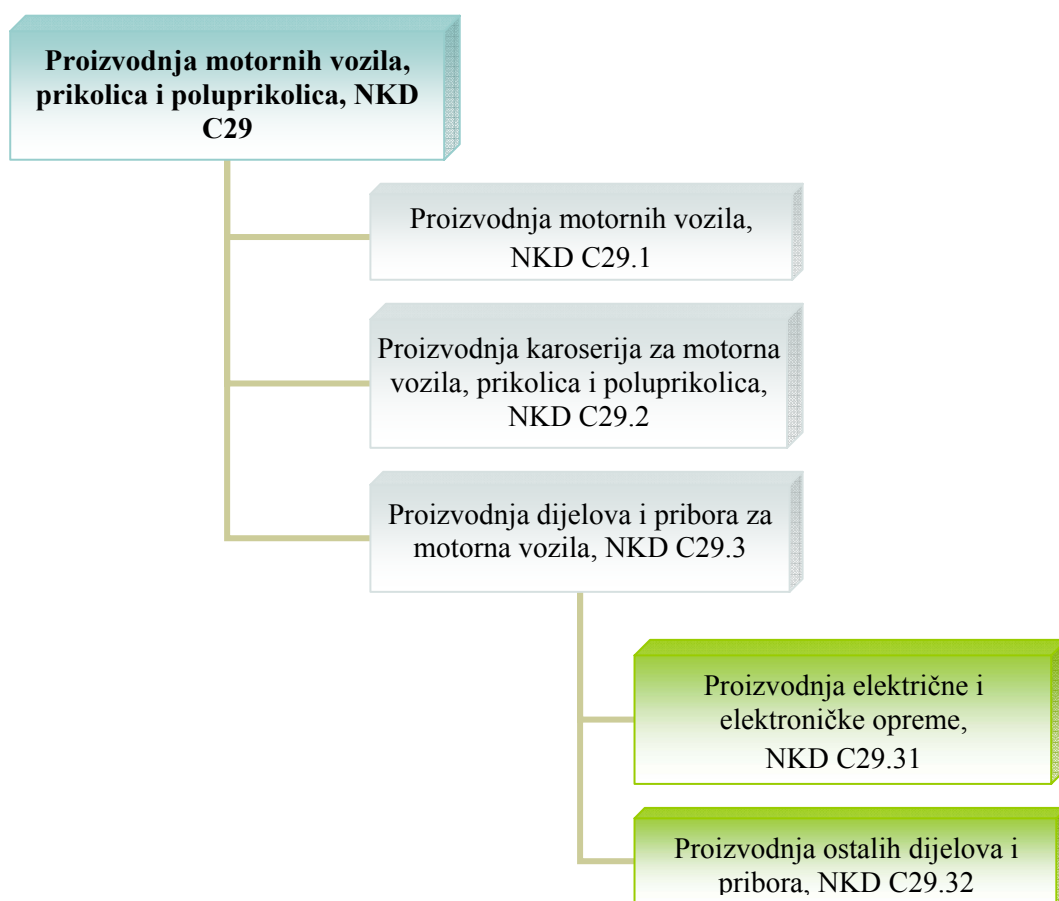 Proizvodnja motornih vozila,
prikolica i poluprikolica, NKD
C29
Proizvodnja motornih vozila,
NKD C29.1
Proizvodnja karoserija za motorna
vozila, prikolica i poluprikolica,
NKD C29.2
Proizvodnja dijelova i pribora za
motorna vozila, NKD C29.3
Proizvodnja električne i
elektroničke opreme,
NKD C29.31
Proizvodnja ostalih dijelova i
pribora, NKD C29.32